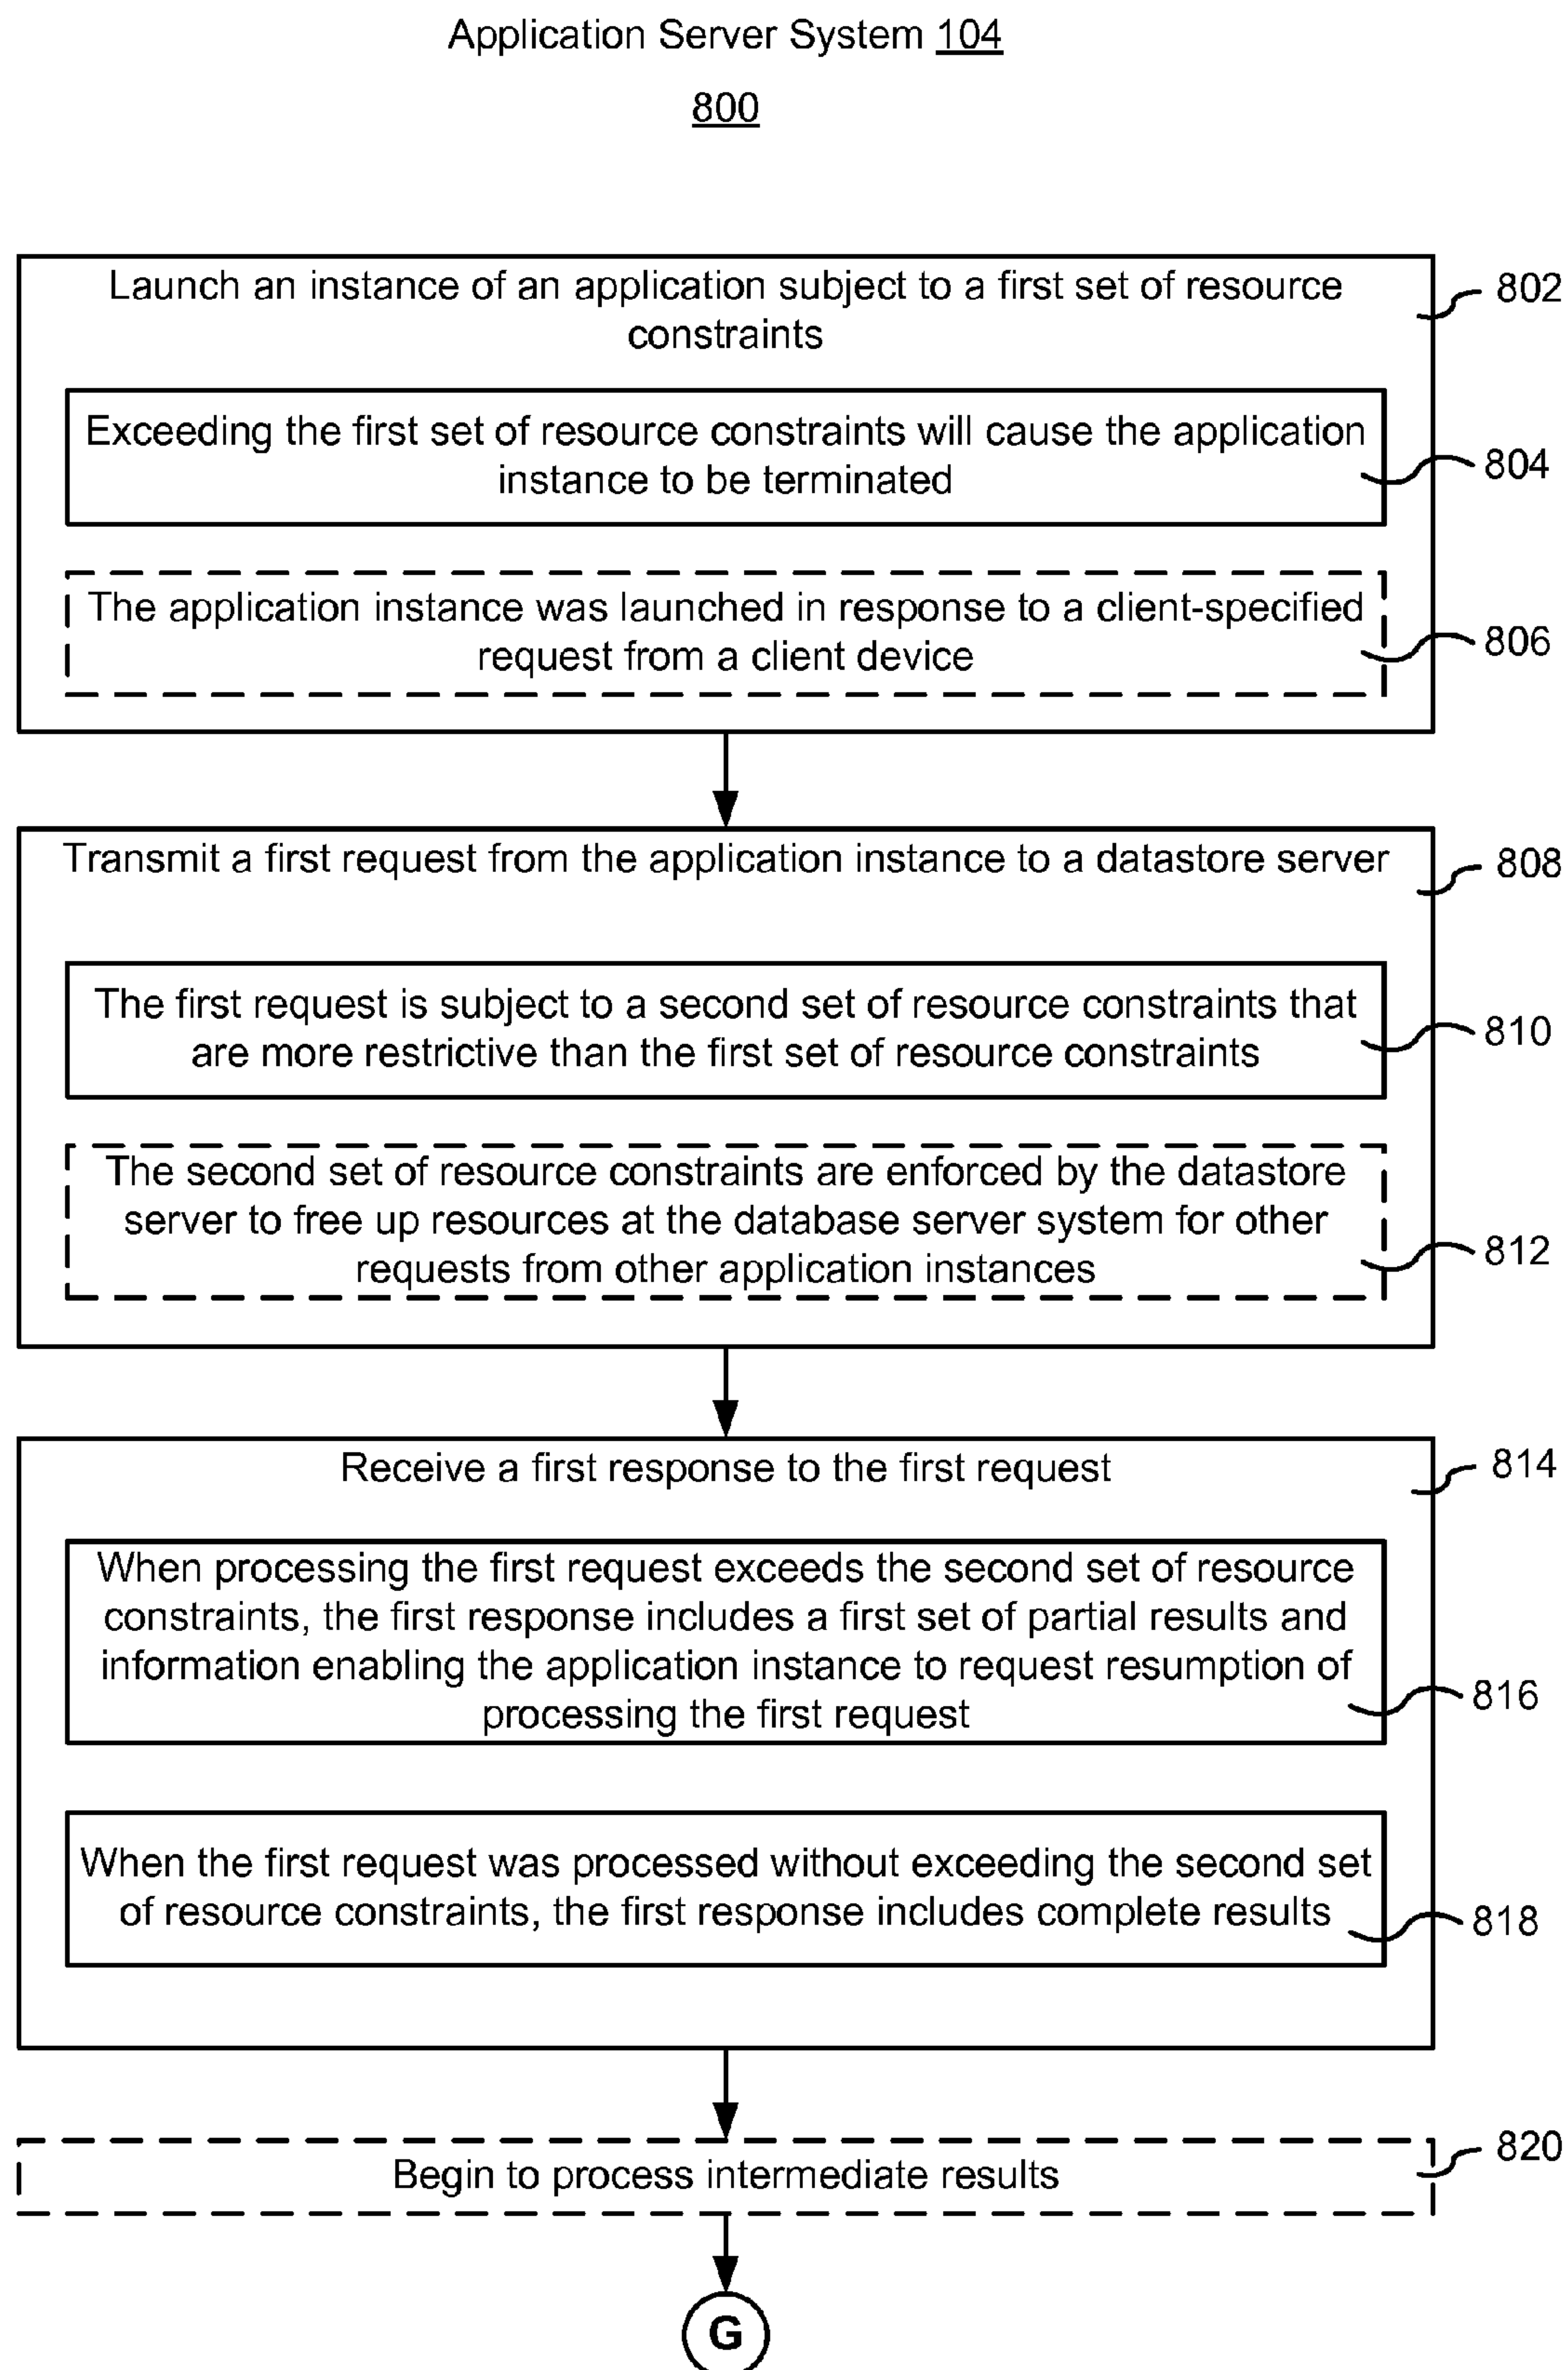 Application Server System 104
800
Launch an instance of an application subject to a first set of resource
constraints
802
Exceeding the first set of resource constraints will cause the application
instance to be terminated
804
The application instance was launched in response to a client-specified
request from a client device
806
Transmit a first request from the application instance to a datastore server
808
The first request is subject to a second set of resource constraints that
are more restrictive than the first set of resource constraints
810
The second set of resource constraints are enforced by the datastore
server to free up resources at the database server system for other
requests from other application instances
812
Receive a first response to the first request
814
When processing the first request exceeds the second set of resource
constraints, the first response includes a first set of partial results and
information enabling the application instance to request resumption of
processing the first request
816
When the first request was processed without exceeding the second set
of resource constraints, the first response includes complete results
818
Begin to process intermediate results
820
G